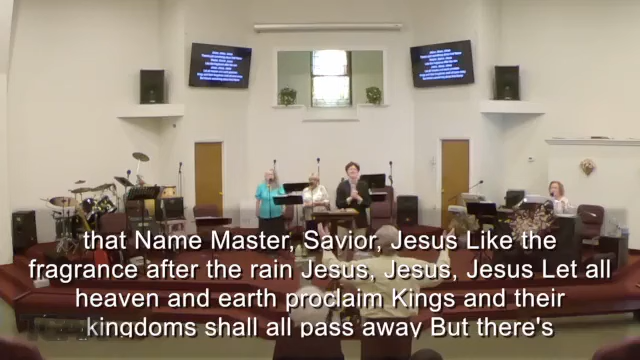 that Name Master, Savior, Jesus Like the
fragrance after the rain Jesus, Jesus, Jesus Let all
heaven and earth proclaim Kings and their
kingdoms shall all pass away But there's